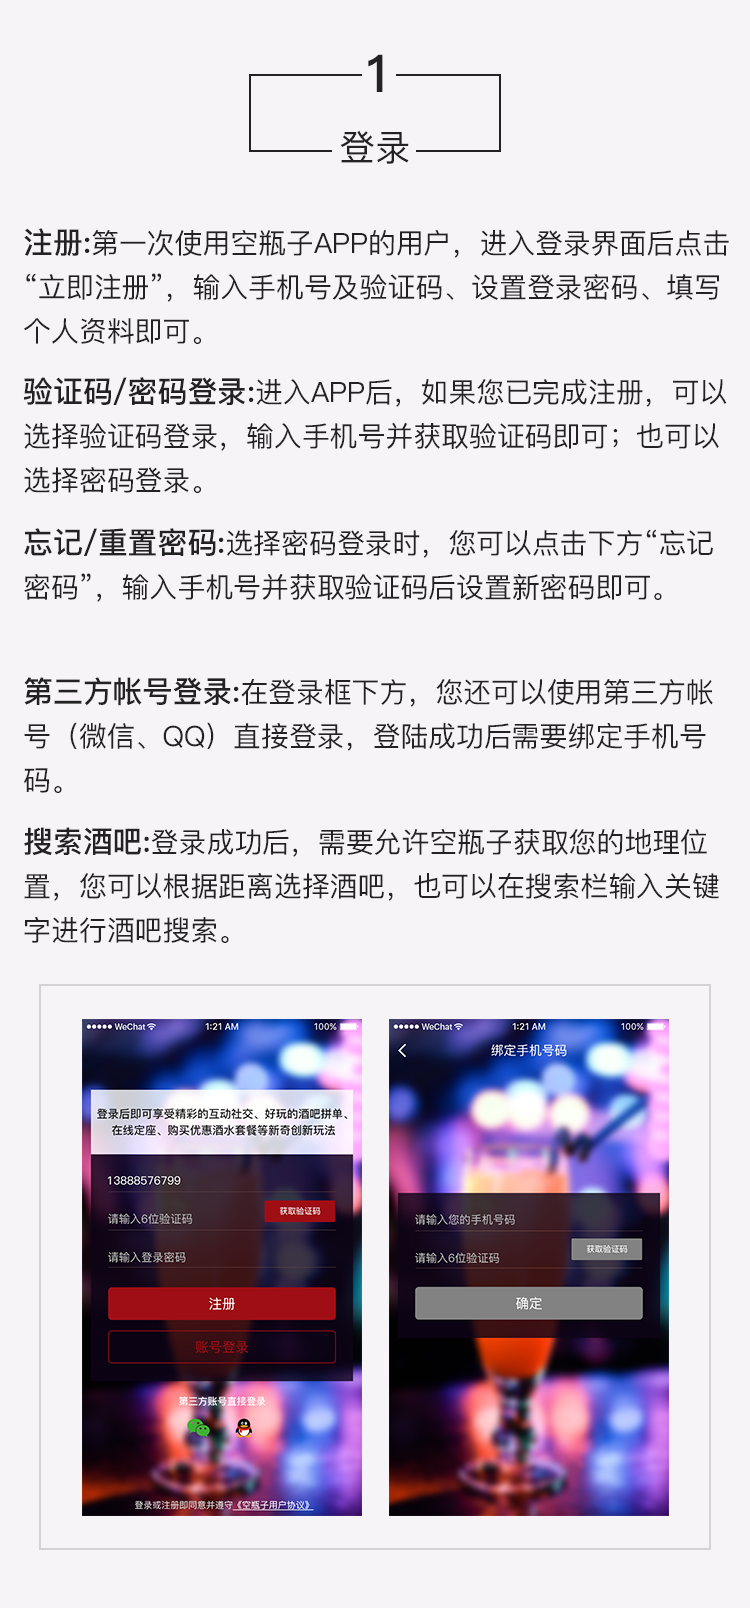 1
登录
注册:第一次使用空瓶子APP的用户，进入登录界面后点击
“立即注册”，输入手机号及验证码、设置登录密码、填写
个人资料即可。
验证码/密码登录:进入APP后，如果您已完成注册，可以
选择验证码登录，输入手机号并获取验证码即可；也可以
选择密码登录。
忘记/重置密码:选择密码登录时，您可以点击下方“忘记
密码”，输入手机号并获取验证码后设置新密码即可。
第三方帐号登录:在登录框下方，您还可以使用第三方帐
号（微信、QQ）直接登录，登陆成功后需要绑定手机号
码。
搜索酒吧:登录成功后，需要允许空瓶子获取您的地理位
置，您可以根据距离选择酒吧，也可以在搜索栏输入关键
字进行酒吧搜索。
WeChat 1:21 AM 100%
登录后即可享受精彩的互动社交、好玩的酒吧拼单、
在线定座、购买优惠酒水套餐等新奇创新玩法
13888576799
请输入6位验证码 获取验证码
请输入登录密码
注册
账号登录
第三方账号直接登录
登录或注册即同意并遵守《空瓶子用户协议》
WeChat 1:21 AM 100%
绑定手机号码
请输入您的手机号码
请输入6位验证码 获取验证码
确定